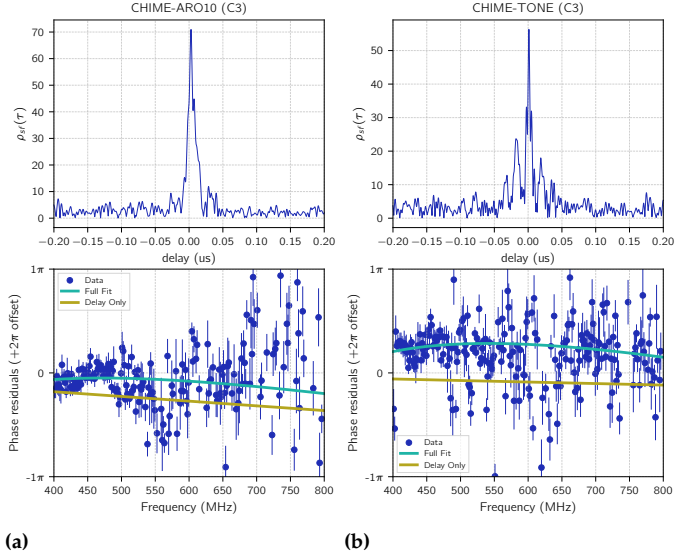 CHIME-ARO10 (C3)
ρsf(τ)
70
60
50
40
30
20
10
0
−0.20 −0.15 −0.10 −0.05 0.00 0.05 0.10 0.15 0.20
delay (us)
Phase residuals (+2π offset)
1π
0
-1π
Data
Full Fit
Delay Only
400 450 500 550 600 650 700 750 800
Frequency (MHz)
(a)
CHIME-TONE (C3)
ρsf(τ)
50
40
30
20
10
0
−0.20 −0.15 −0.10 −0.05 0.00 0.05 0.10 0.15 0.20
delay (us)
Phase residuals (+2π offset)
1π
0
-1π
Data
Full Fit
Delay Only
400 450 500 550 600 650 700 750 800
Frequency (MHz)
(b)